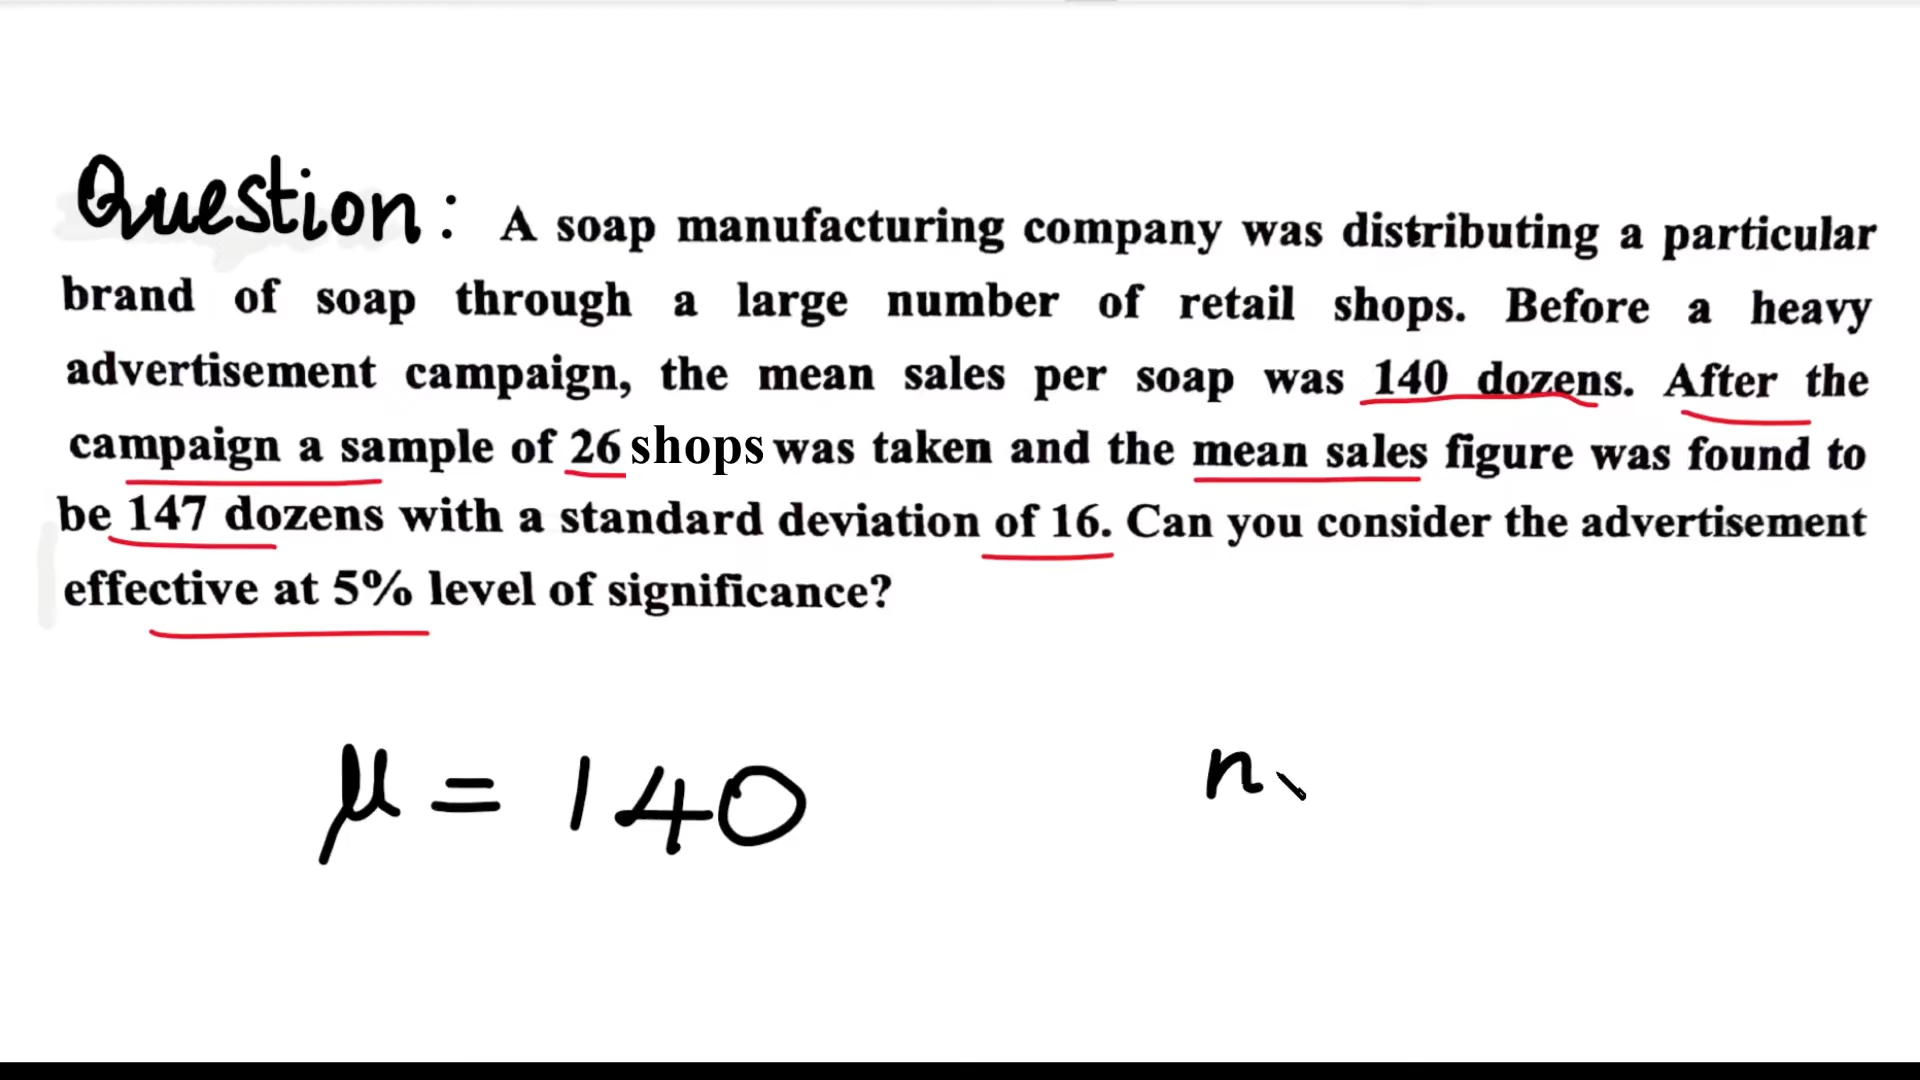 Question: A soap manufacturing company was distributing a particular
brand of soap through a large number of retail shops. Before a heavy
advertisement campaign, the mean sales per soap was 140 dozens. After the
campaign a sample of 26 shops was taken and the mean sales figure was found to
be 147 dozens with a standard deviation of 16. Can you consider the advertisement
effective at 5% level of significance?
μ = 140 n